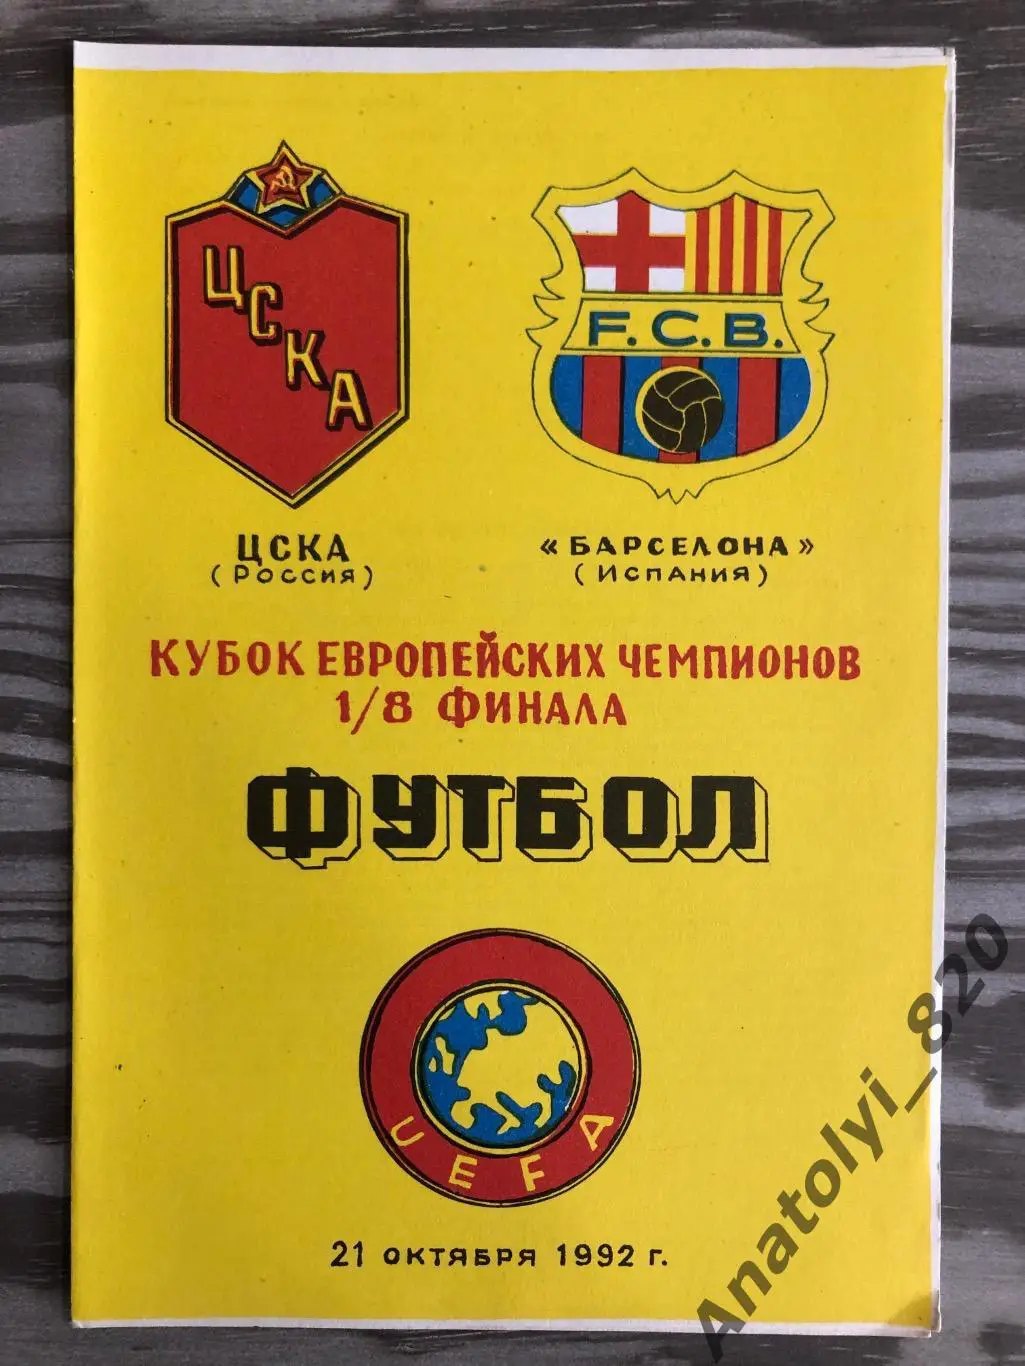 ЦСКА
F.C.B.
ЦСКА
(РОССИЯ)
«БАРСЕЛОНА»
(ИСПАНИЯ)
КУБОК ЕВРОПЕЙСКИХ ЧЕМПИОНОВ
1/8 ФИНАЛА
ФУТБОЛ
UEFA
21 ОКТЯБРЯ 1992 г.
Anatolyi_820